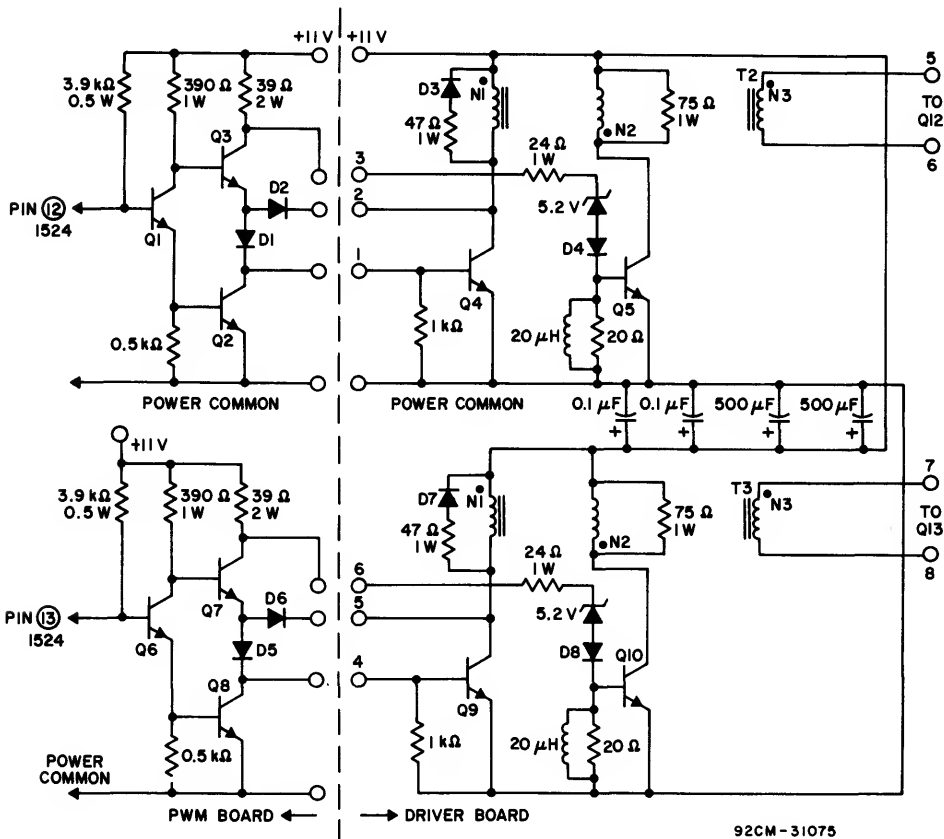 +11 V +11 V
3.9 kΩ
0.5 W
390 Ω
1 W
39 Ω
2 W
D3
N1
47 Ω
1 W
N2
75 Ω
1 W
T2
N3
5
TO
Q12
6
Q3
3
24 Ω
1 W
D2
2
5.2 V
PIN 12
1524
Q1
D1
D4
1
Q4
Q5
Q2
0.5 kΩ
1 kΩ
20 μH
20 Ω
POWER COMMON
POWER COMMON
0.1 μF
0.1 μF
500 μF
500 μF
+
+
+
+
+11 V
3.9 kΩ
0.5 W
390 Ω
1 W
39 Ω
2 W
D7
N1
47 Ω
1 W
N2
75 Ω
1 W
T3
N3
7
TO
Q13
8
6
24 Ω
1 W
Q7
D6
5
5.2 V
PIN 13
1524
Q6
D5
D8
Q10
4
Q8
Q9
0.5 kΩ
1 kΩ
20 μH
20 Ω
POWER
COMMON
PWM BOARD
DRIVER BOARD
92CM-31075